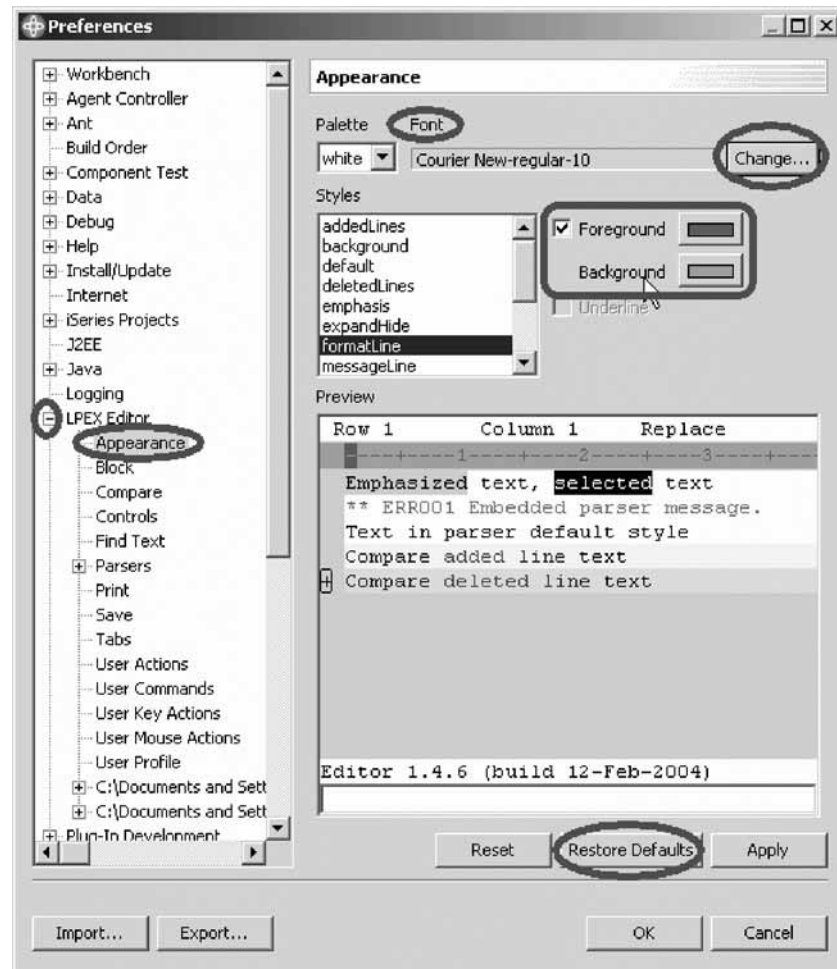 Preferences
Workbench
Agent Controller
Ant
Build Order
Component Test
Data
Debug
Help
Install/Update
Internet
iSeries Projects
J2EE
Java
Logging
LPEX Editor
Appearance
Block
Compare
Controls
Find Text
Parsers
Print
Save
Tabs
User Actions
User Commands
User Key Actions
User Mouse Actions
User Profile
C:\Documents and Sett
C:\Documents and Sett
Plug-In Development
Appearance
Palette Font
white Courier New-regular-10 Change...
Styles
addedLines
background
default
deletedLines
emphasis
expandHide
formatLine
messageLine
Foreground
Background
Underline
Preview
Row 1 Column 1 Replace
----+----1----+----2----+----3----+----
Emphasized text, selected text
** ERR001 Embedded parser message.
Text in parser default style
Compare added line text
Compare deleted line text
Editor 1.4.6 (build 12-Feb-2004)
Reset Restore Defaults Apply
Import... Export... OK Cancel